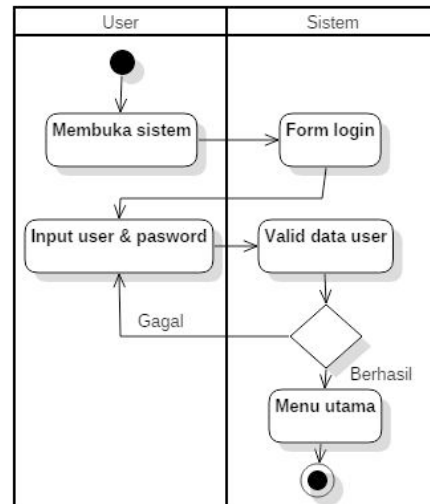 User
Sistem
Membuka sistem
Form login
Input user & pasword
Valid data user
Gagal
Berhasil
Menu utama